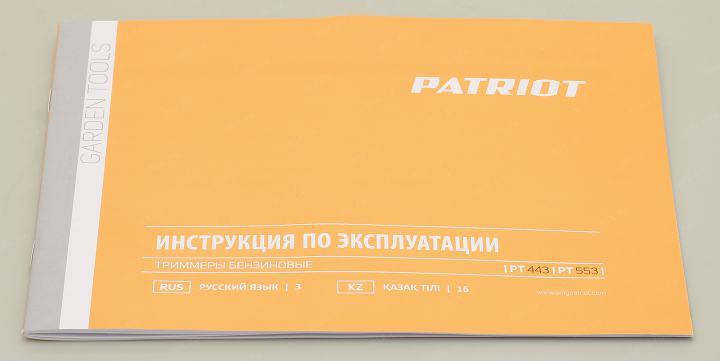 GARDEN TOOLS
PATRIOT
ИНСТРУКЦИЯ ПО ЭКСПЛУАТАЦИИ
ТРИММЕРЫ БЕНЗИНОВЫЕ
| PT 443 | PT 553 |
RUS РУССКИЙ ЯЗЫК | 3 KZ ҚАЗАҚ ТІЛІ | 16